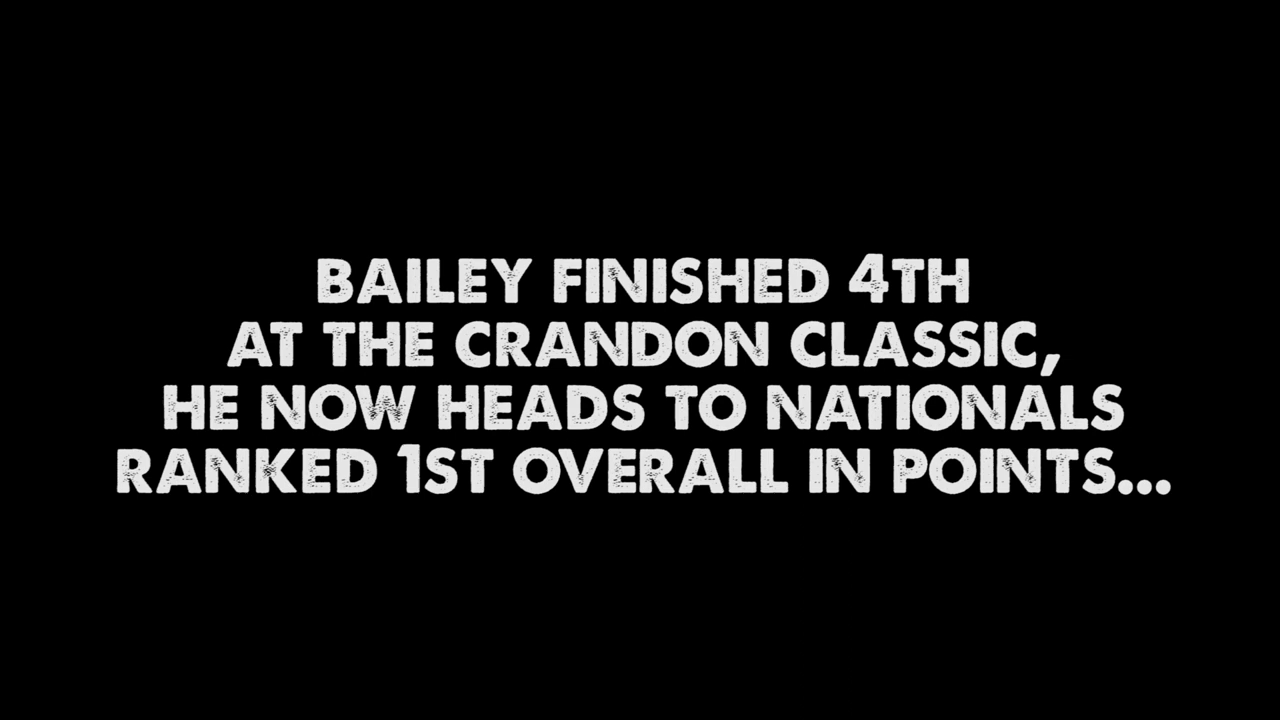 BAILEY FINISHED 4TH
AT THE CRANDON CLASSIC,
HE NOW HEADS TO NATIONALS
RANKED 1ST OVERALL IN POINTS...